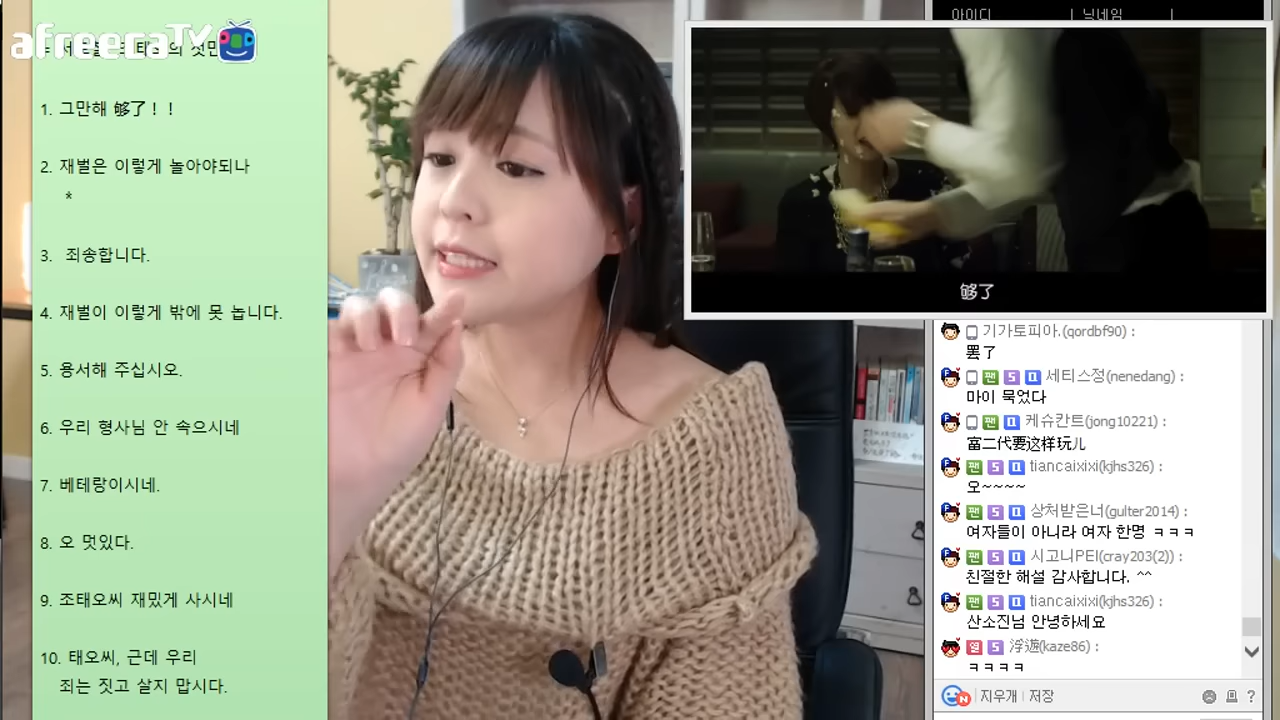 afreecaTV
1. 그만해 够了！！
2. 재벌은 이렇게 놀아야되나
*
3. 죄송합니다.
4. 재벌이 이렇게 밖에 못 놉니다.
5. 용서해 주십시오.
6. 우리 형사님 안 속으시네
7. 베테랑이시네.
8. 오 멋있다.
9. 조태오씨 재밌게 사시네
10. 태오씨, 근데 우리
죄는 짓고 살지 맙시다.
아이디 | 닉네임 |
够了
기가토피아.(qordbf90) :
罢了
팬 S 세티스정(nenedang) :
마이 묵었다
팬 케슈칸트(jong10221) :
富二代要这样玩儿
팬 S tiancaixixi(kjhs326) :
오~~~~
팬 S 상처받은너(gulter2014) :
여자들이 아니라 여자 한명 ㅋㅋㅋ
팬 S 시고니PEI(cray203(2)) :
친절한 해설 감사합니다. ^^
팬 S tiancaixixi(kjhs326) :
산소진님 안녕하세요
열 S 浮遊(kaze86) :
ㅋㅋㅋㅋ
N 지우개 | 저장 ?